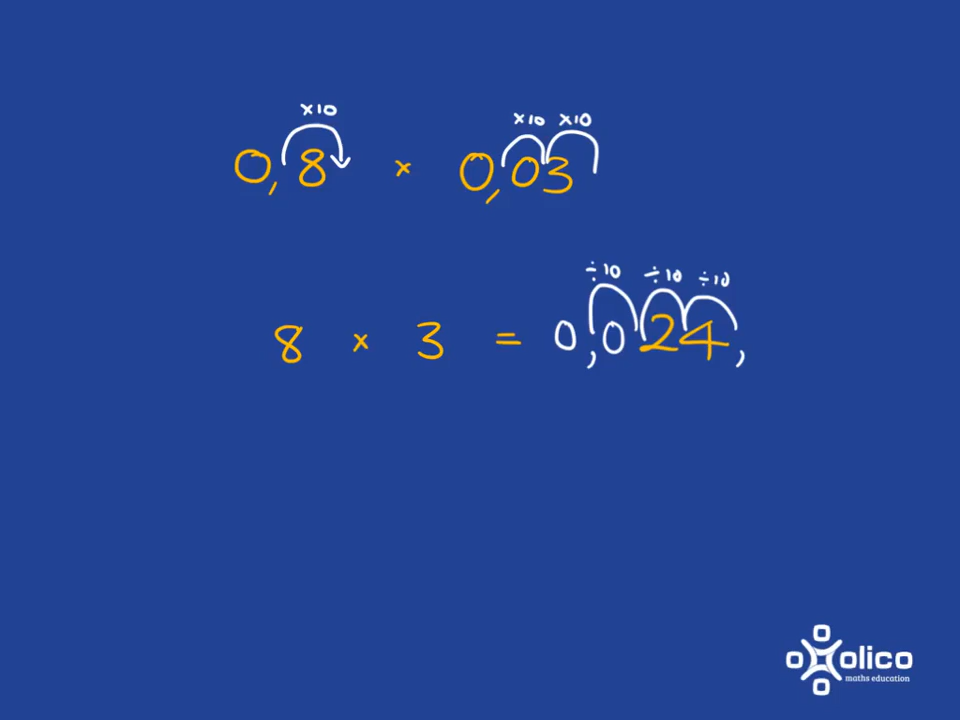 ×10 ×10 ×10
0,8 × 0,03
÷10 ÷10 ÷10
8 × 3 = 0,024,
olico
maths education